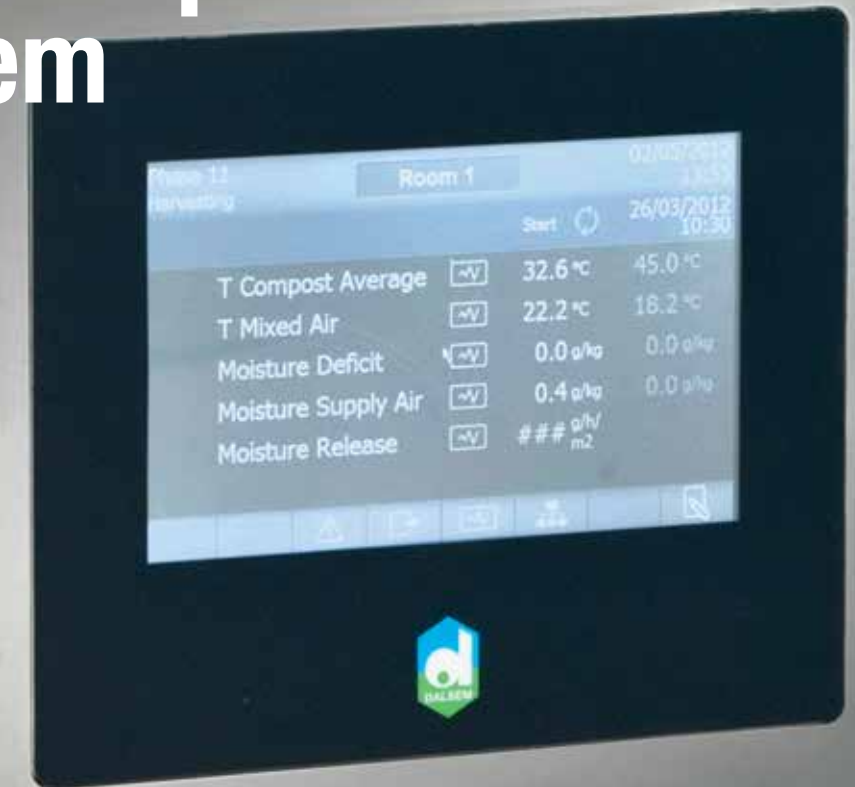 em
Phase 11 Room 1 02/05/2012
Harvesting 13:51
Start 26/03/2012
10:30
T Compost Average 32.6 °C 45.0 °C
T Mixed Air 22.2 °C 18.2 °C
Moisture Deficit 0.0 g/kg 0.0 g/kg
Moisture Supply Air 0.4 g/kg 0.0 g/kg
Moisture Release ### g/h/
m2
d
DALSEM